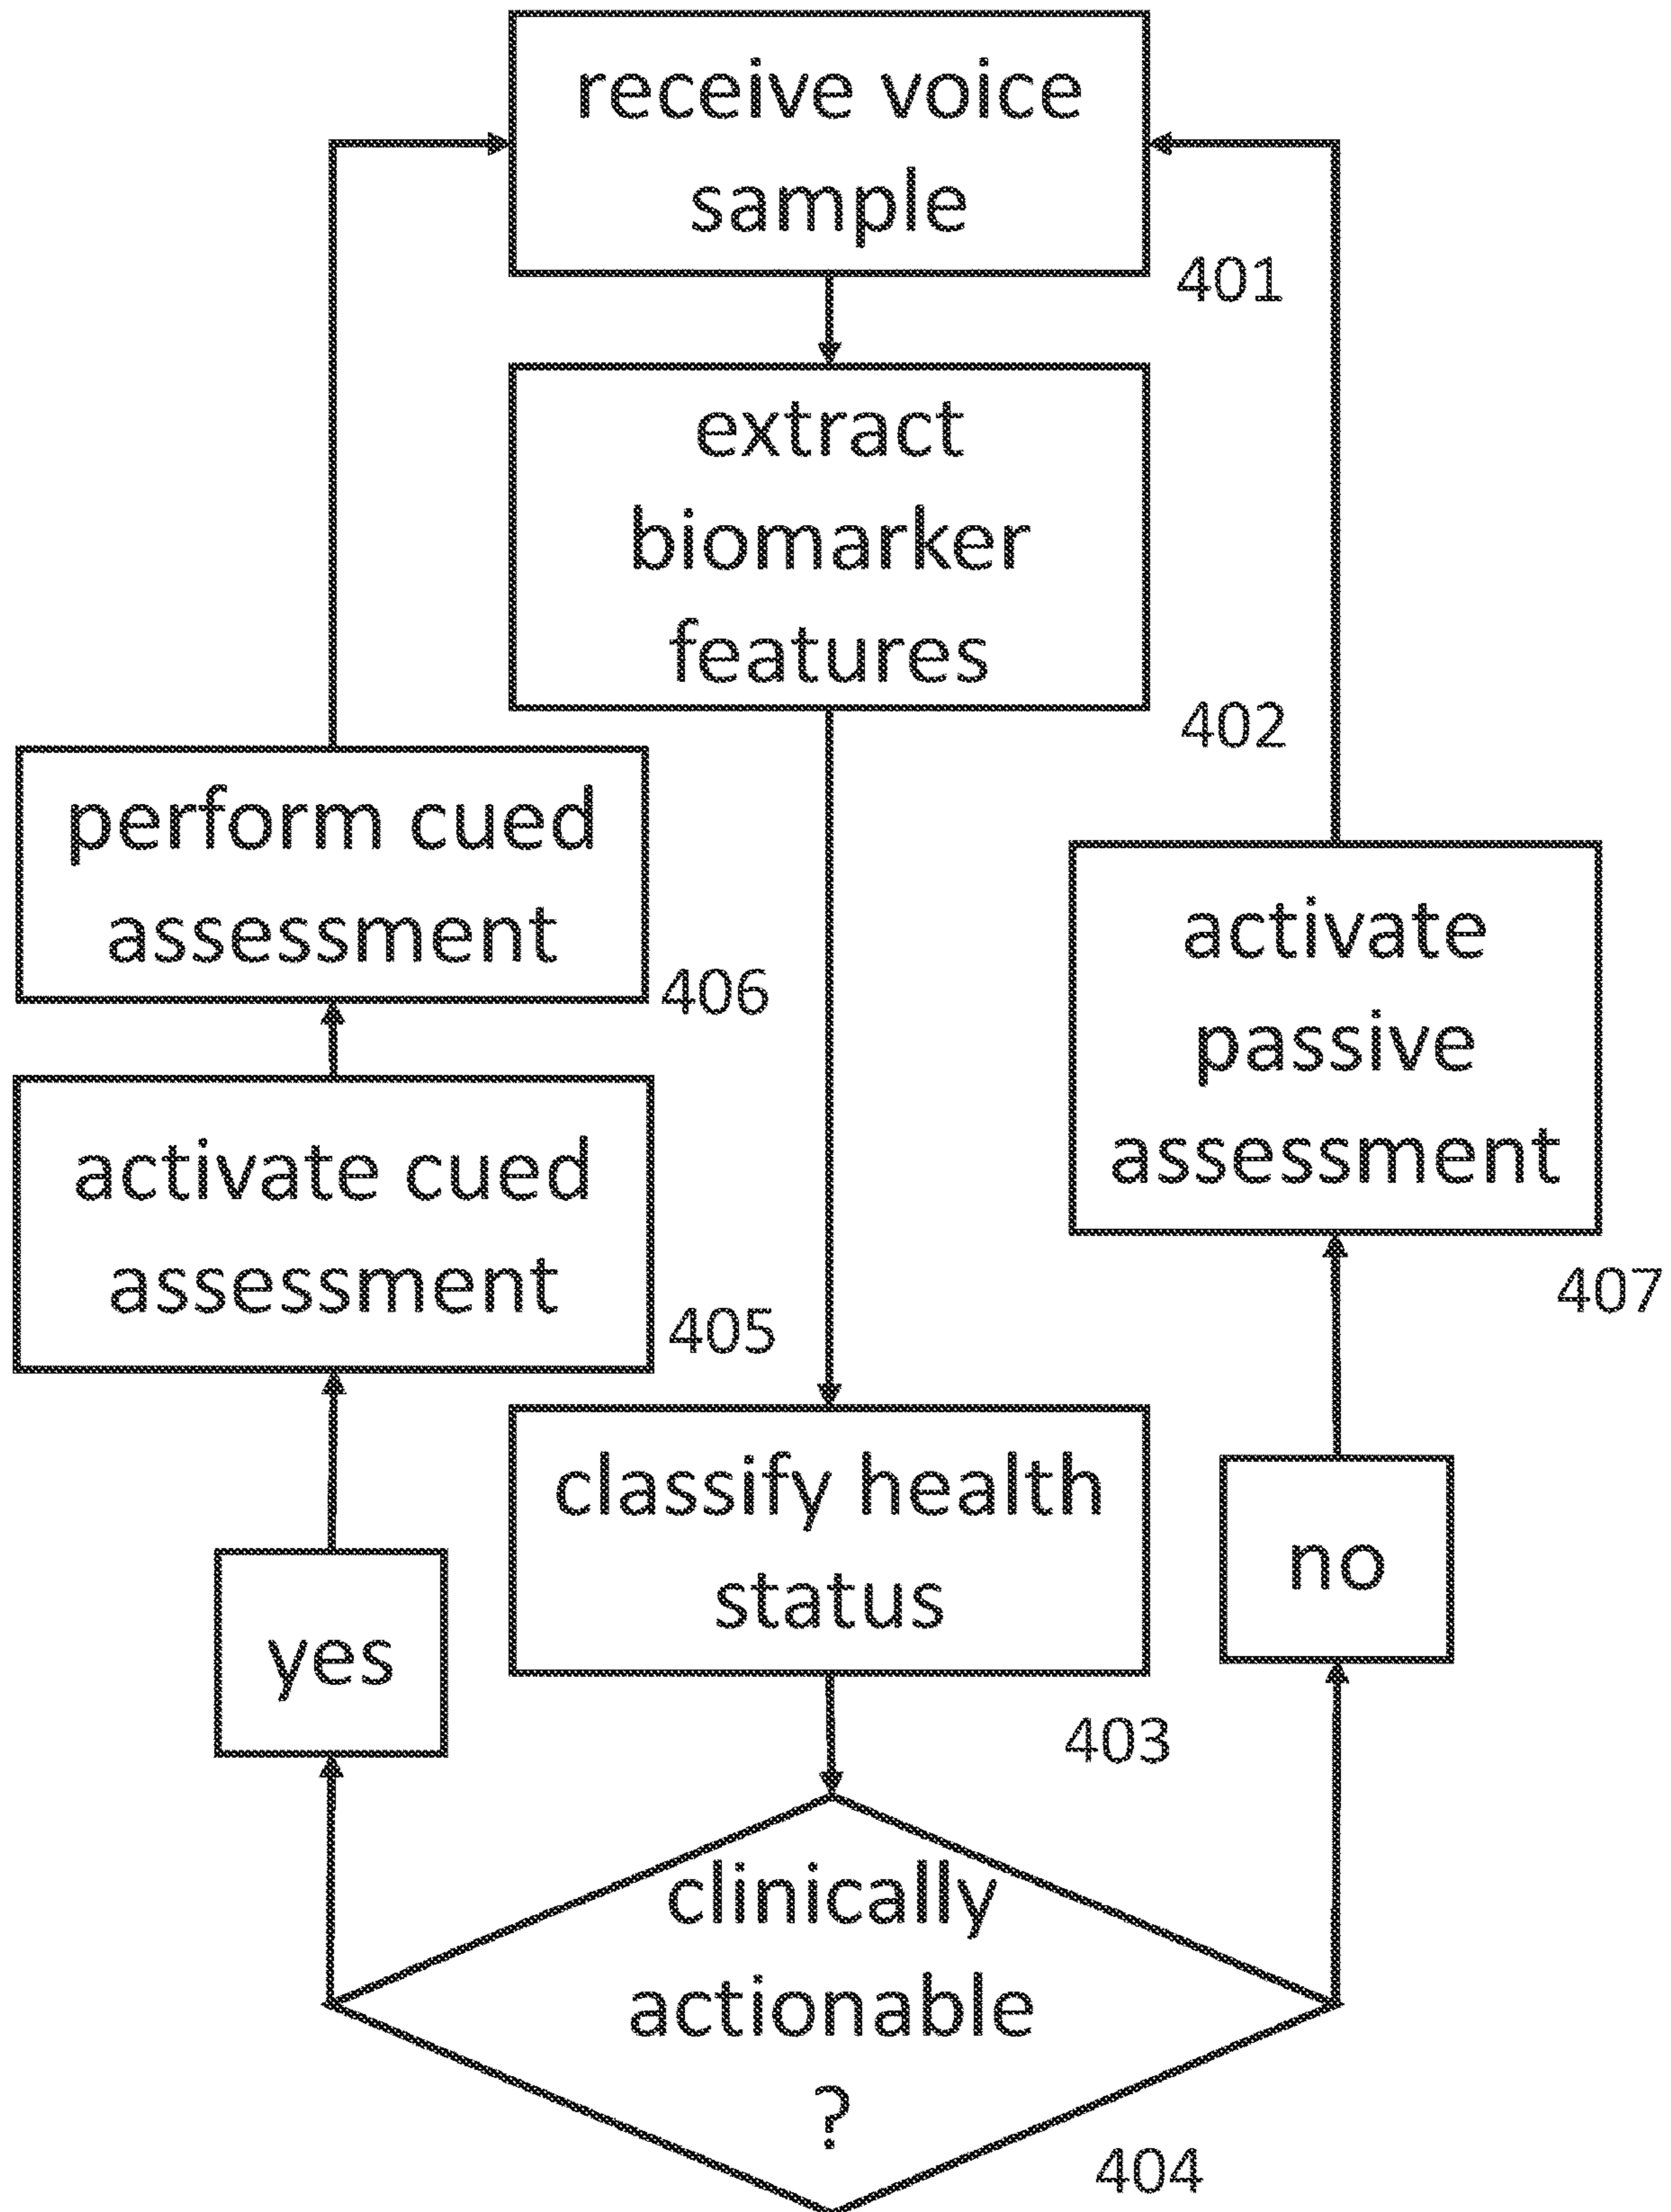 receive voice
sample
401
extract
biomarker
features
402
perform cued
assessment
406
activate
passive
assessment
407
activate cued
assessment
405
classify health
status
403
yes
no
clinically
actionable
?
404